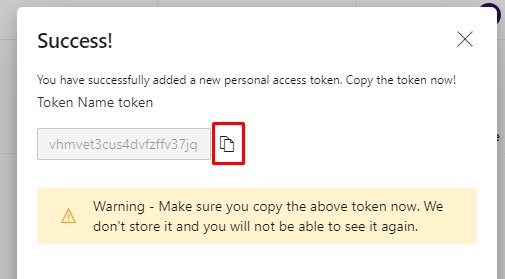 Success!
You have successfully added a new personal access token. Copy the token now!
Token Name token
vhmvet3cus4dvfzffv37jq
Warning - Make sure you copy the above token now. We
don't store it and you will not be able to see it again.